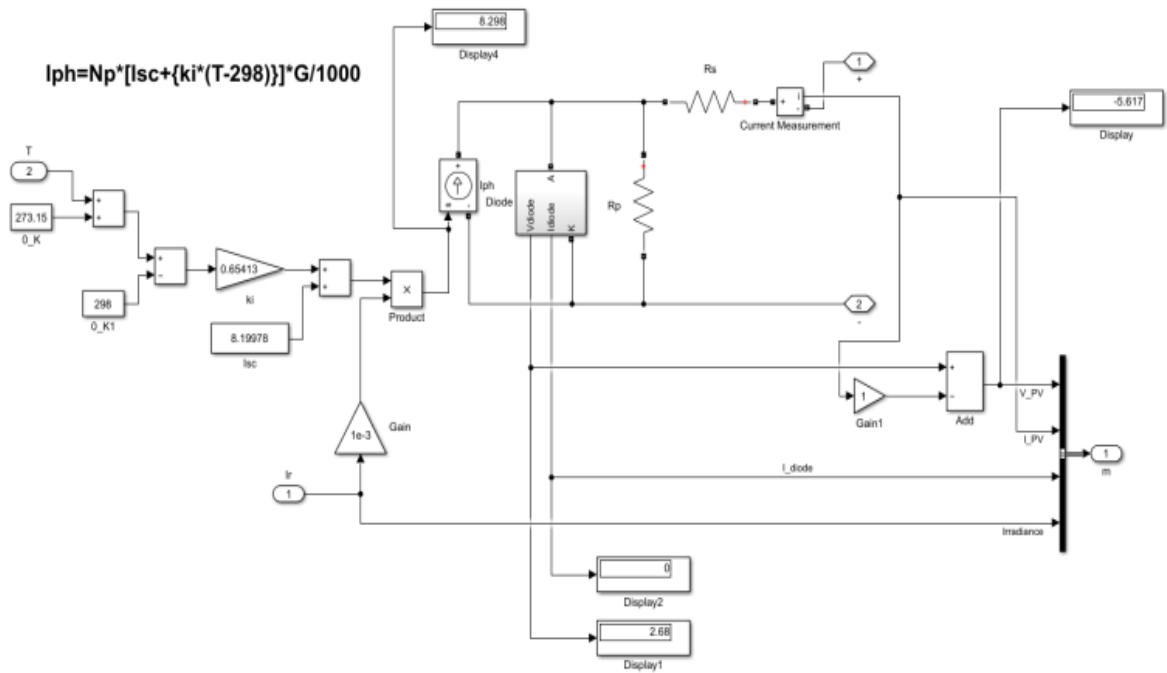 8.298
Display4
Iph=Np*[Isc+{ki*(T-298)}]*G/1000
Rs
1
+
i
+
-
Current Measurement
-5.617
Display
T
2
+
+
273.15
0_K
+
Iph
s
-
A
Diode
Vdiode
Idiode
K
Rp
+
-
298
0_K1
0.65413
ki
+
+
8.19978
Isc
×
Product
2
-
+
-
Add
1
Gain1
V_PV
I_PV
1
m
1e-3
Gain
Ir
1
I_diode
Irradiance
0
Display2
2.68
Display1